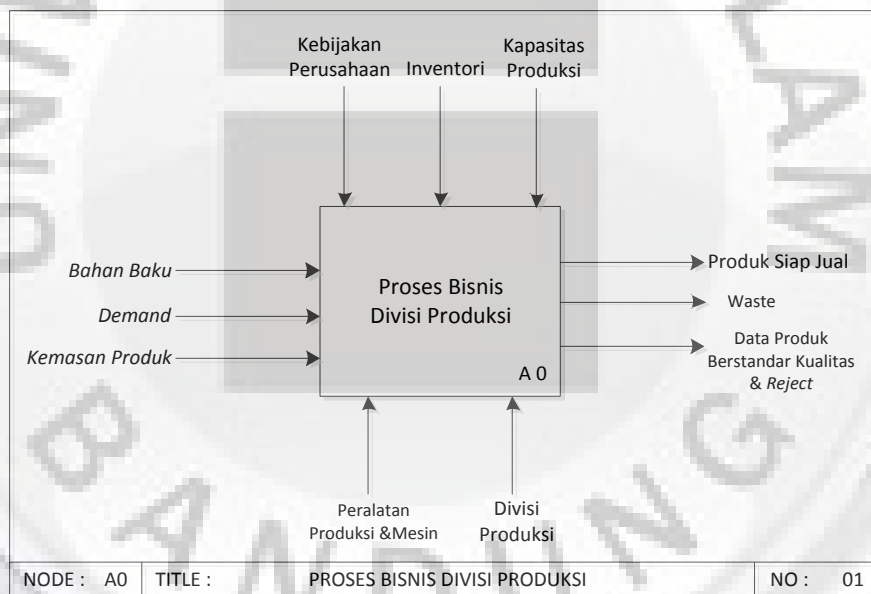 Kebijakan
Perusahaan
Inventori
Kapasitas
Produksi
Bahan Baku
Demand
Kemasan Produk
Proses Bisnis
Divisi Produksi
A 0
Produk Siap Jual
Waste
Data Produk
Berstandar Kualitas
& Reject
Peralatan
Produksi &Mesin
Divisi
Produksi
NODE : A0 TITLE : PROSES BISNIS DIVISI PRODUKSI NO : 01
BANDUNG